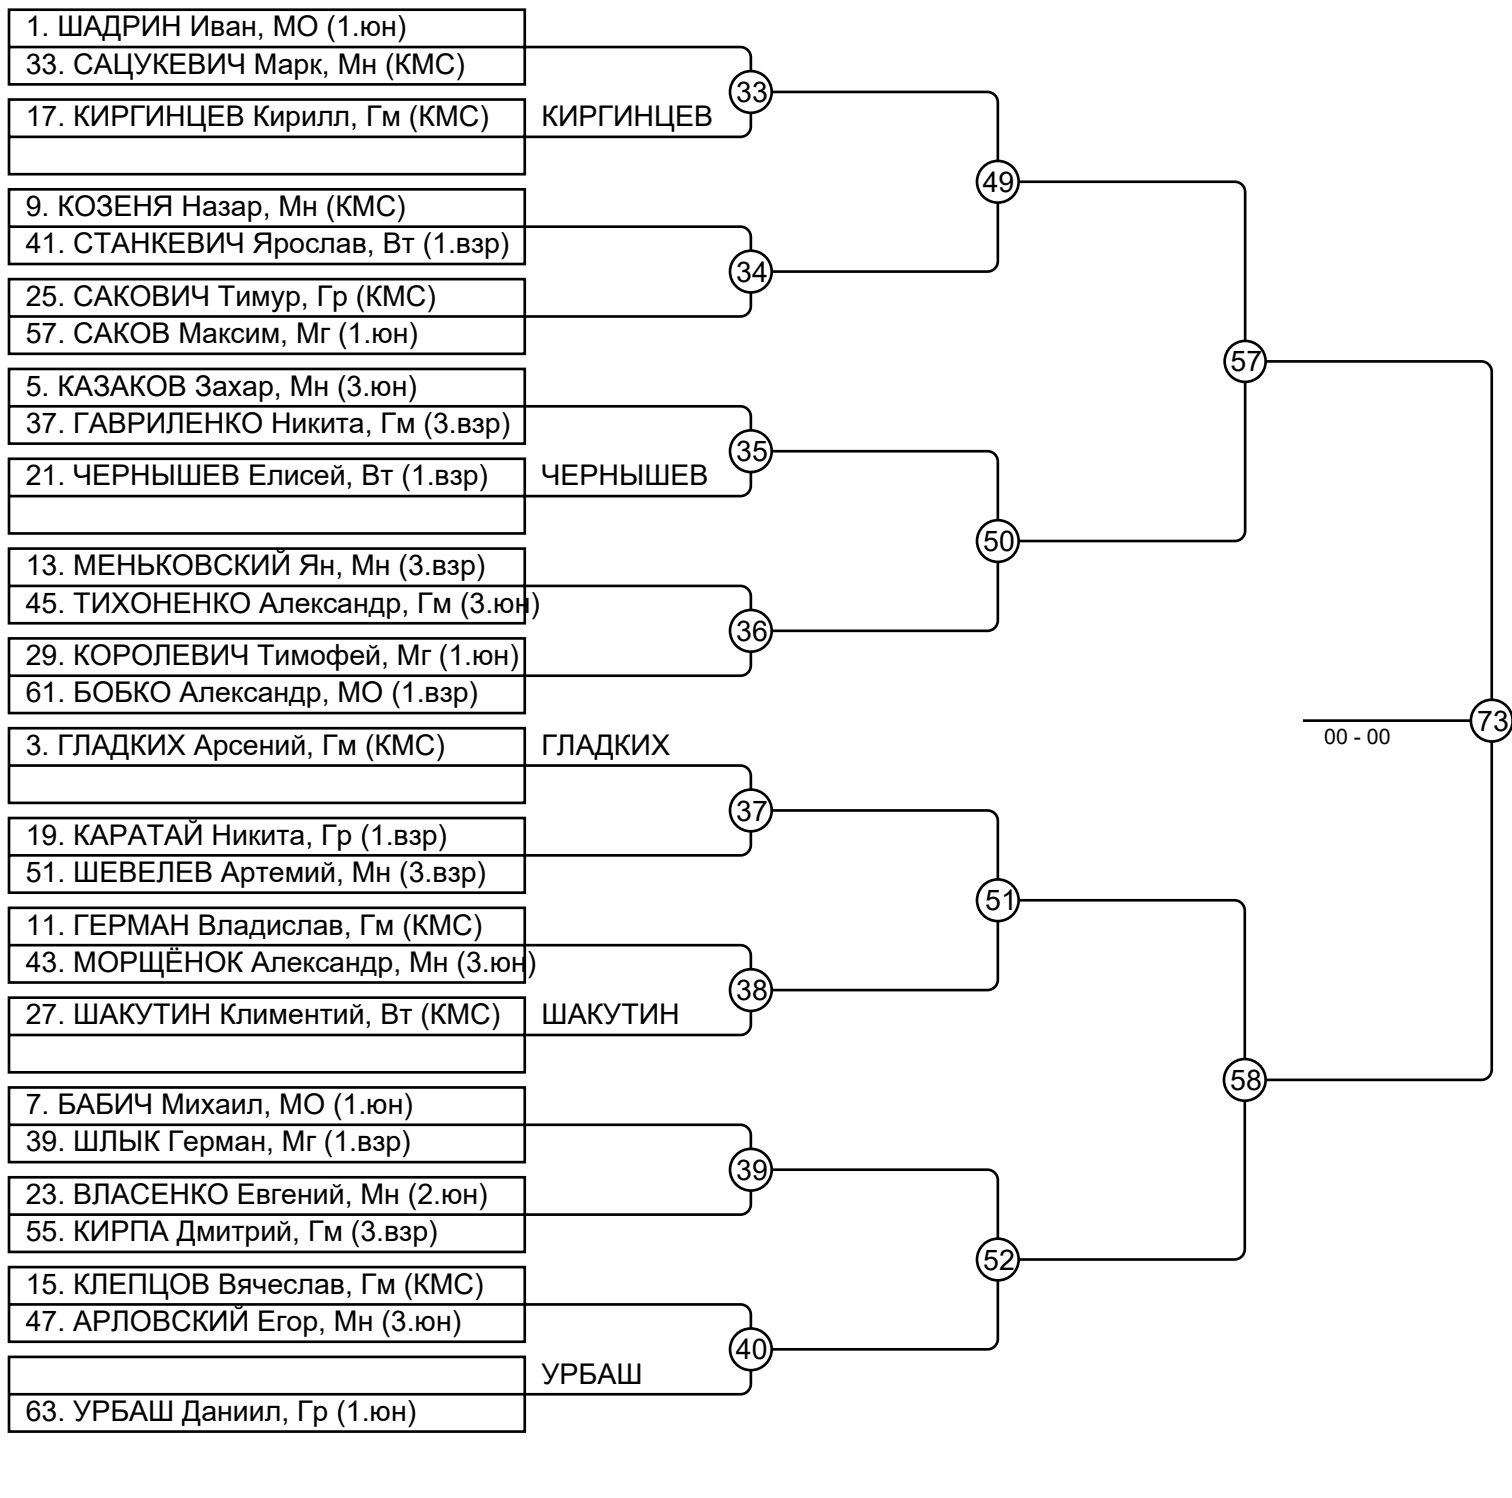 1. ШАДРИН Иван, МО (1.юн)
33. САЦУКЕВИЧ Марк, Мн (КМС)
33
17. КИРГИНЦЕВ Кирилл, Гм (КМС) КИРГИНЦЕВ
49
9. КОЗЕНЯ Назар, Мн (КМС)
41. СТАНКЕВИЧ Ярослав, Вт (1.взр)
34
25. САКОВИЧ Тимур, Гр (КМС)
57. САКОВ Максим, Мг (1.юн)
57
5. КАЗАКОВ Захар, Мн (3.юн)
37. ГАВРИЛЕНКО Никита, Гм (3.взр)
35
21. ЧЕРНЫШЕВ Елисей, Вт (1.взр) ЧЕРНЫШЕВ
50
13. МЕНЬКОВСКИЙ Ян, Мн (3.взр)
45. ТИХОНЕНКО Александр, Гм (3.юн)
36
29. КОРОЛЕВИЧ Тимофей, Мг (1.юн)
61. БОБКО Александр, МО (1.взр)
73
00 - 00
3. ГЛАДКИХ Арсений, Гм (КМС) ГЛАДКИХ
37
19. КАРАТАЙ Никита, Гр (1.взр)
51. ШЕВЕЛЕВ Артемий, Мн (3.взр)
51
11. ГЕРМАН Владислав, Гм (КМС)
43. МОРЩЁНОК Александр, Мн (3.юн)
38
27. ШАКУТИН Климентий, Вт (КМС) ШАКУТИН
58
7. БАБИЧ Михаил, МО (1.юн)
39. ШЛЫК Герман, Мг (1.взр)
39
23. ВЛАСЕНКО Евгений, Мн (2.юн)
55. КИРПА Дмитрий, Гм (3.взр)
52
15. КЛЕПЦОВ Вячеслав, Гм (КМС)
47. АРЛОВСКИЙ Егор, Мн (3.юн)
40
УРБАШ
63. УРБАШ Даниил, Гр (1.юн)